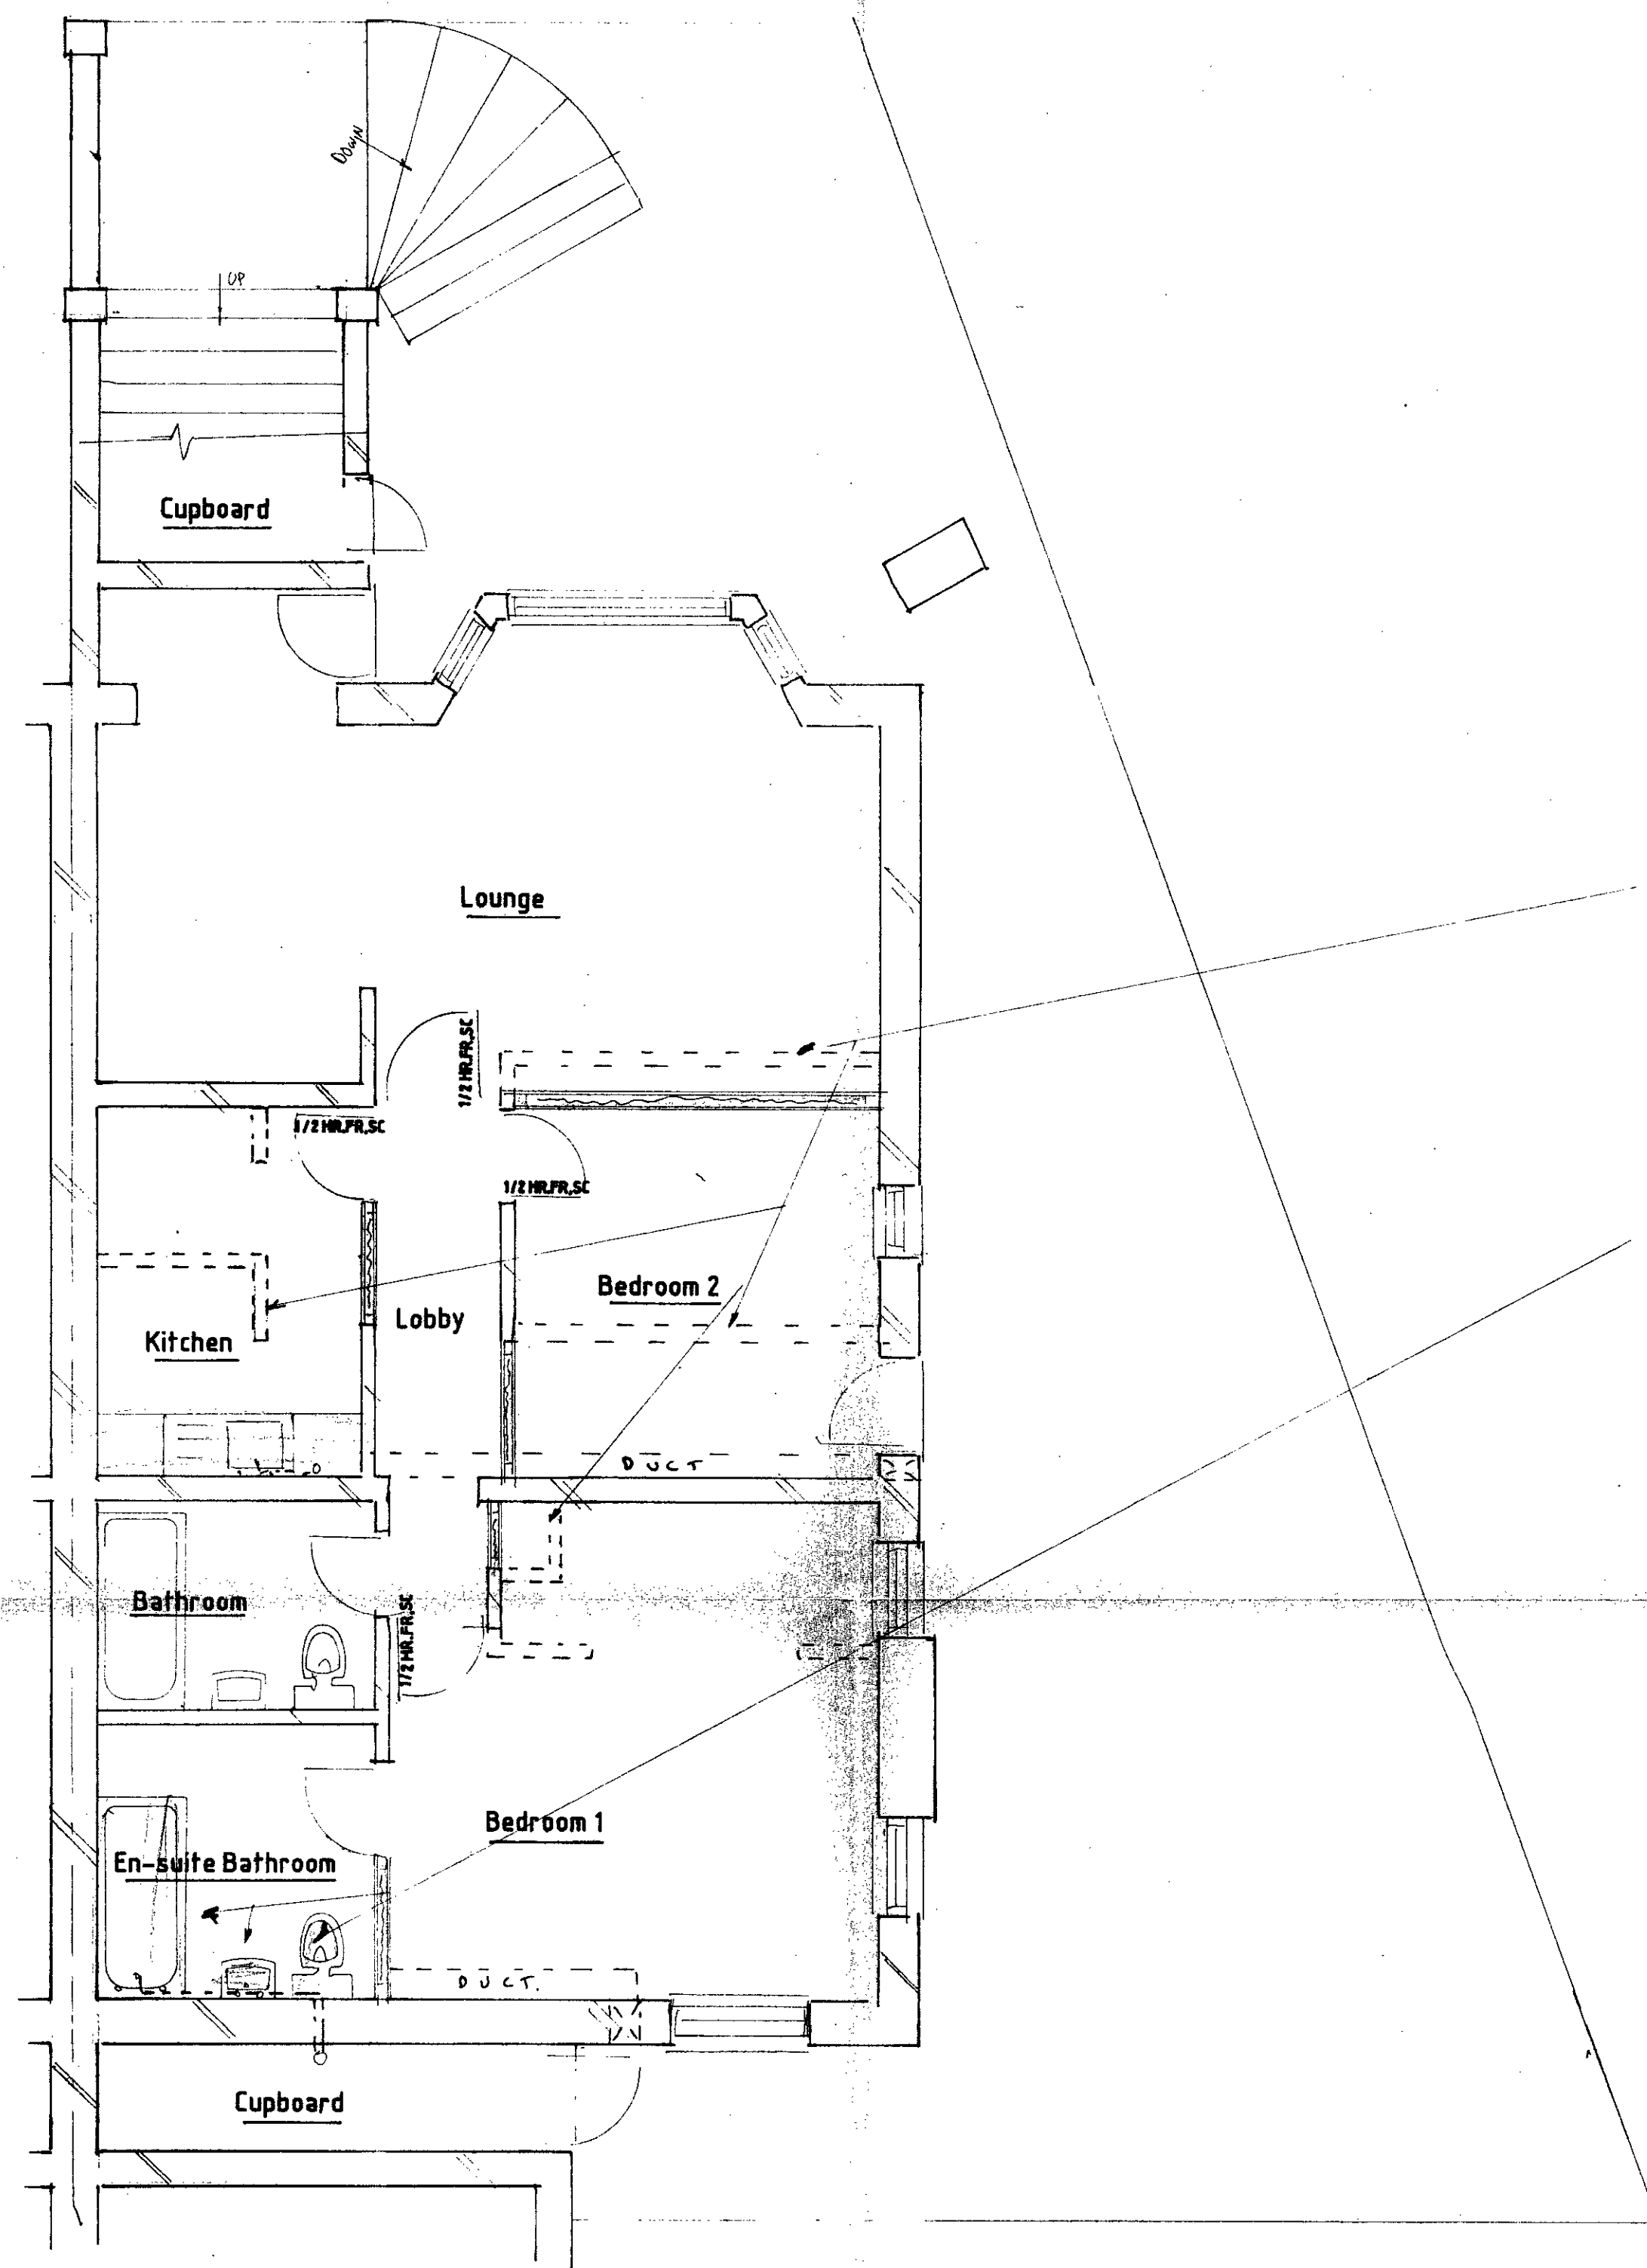 DOWN
UP
Cupboard
Lounge
1/2 HR.FR,SC
1/2 HR.FR,SC
1/2 HR.FR,SC
Bedroom 2
Lobby
Kitchen
DUCT
Bathroom
1/2 HR.FR,SC
Bedroom 1
En-suite Bathroom
DUCT.
Cupboard